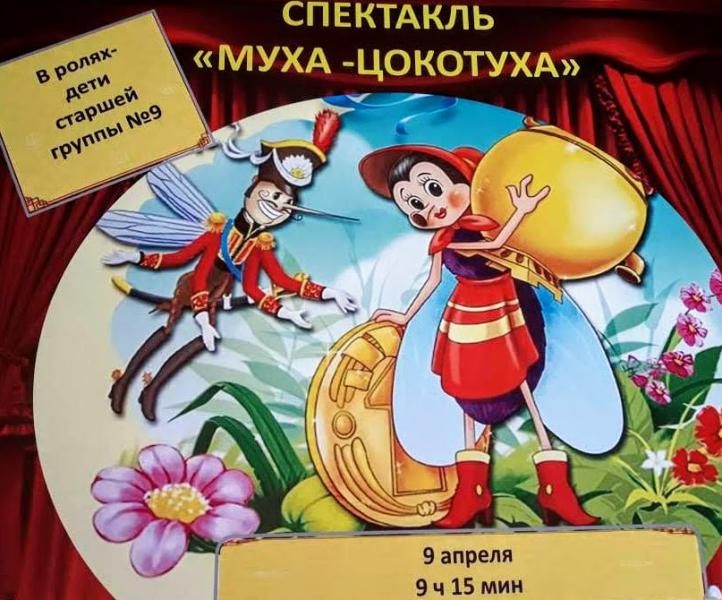 СПЕКТАКЛЬ
«МУХА -ЦОКОТУХА»
В ролях-
дети
старшей
группы №9
9 апреля
9 ч 15 мин